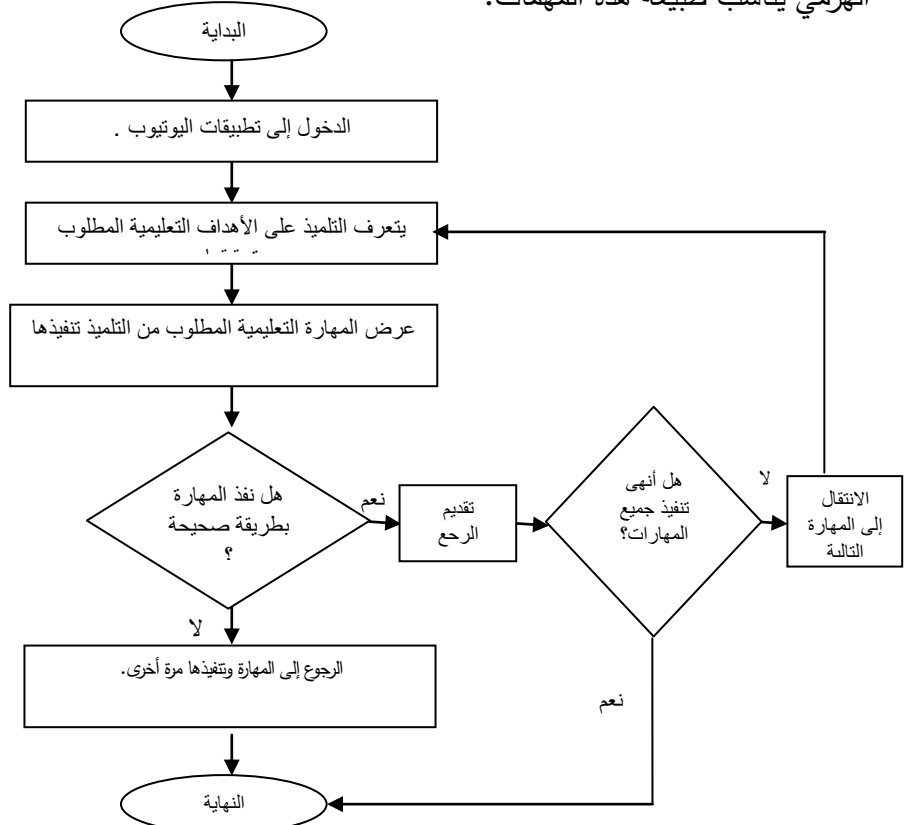 الهرمي يناسب طبيعة هذه المهمات.
البداية
الدخول إلى تطبيقات اليوتيوب .
يتعرف التلميذ على الأهداف التعليمية المطلوب
عرض المهارة التعليمية المطلوب من التلميذ تنفيذها
هل نفذ المهارة
بطريقة صحيحة
؟
نعم
تقديم
الرجع
هل أنهى
تنفيذ جميع
المهارات؟
لا
الانتقال
إلى المهارة
التالية
لا
الرجوع إلى المهارة وتنفيذها مرة أخرى.
نعم
النهاية